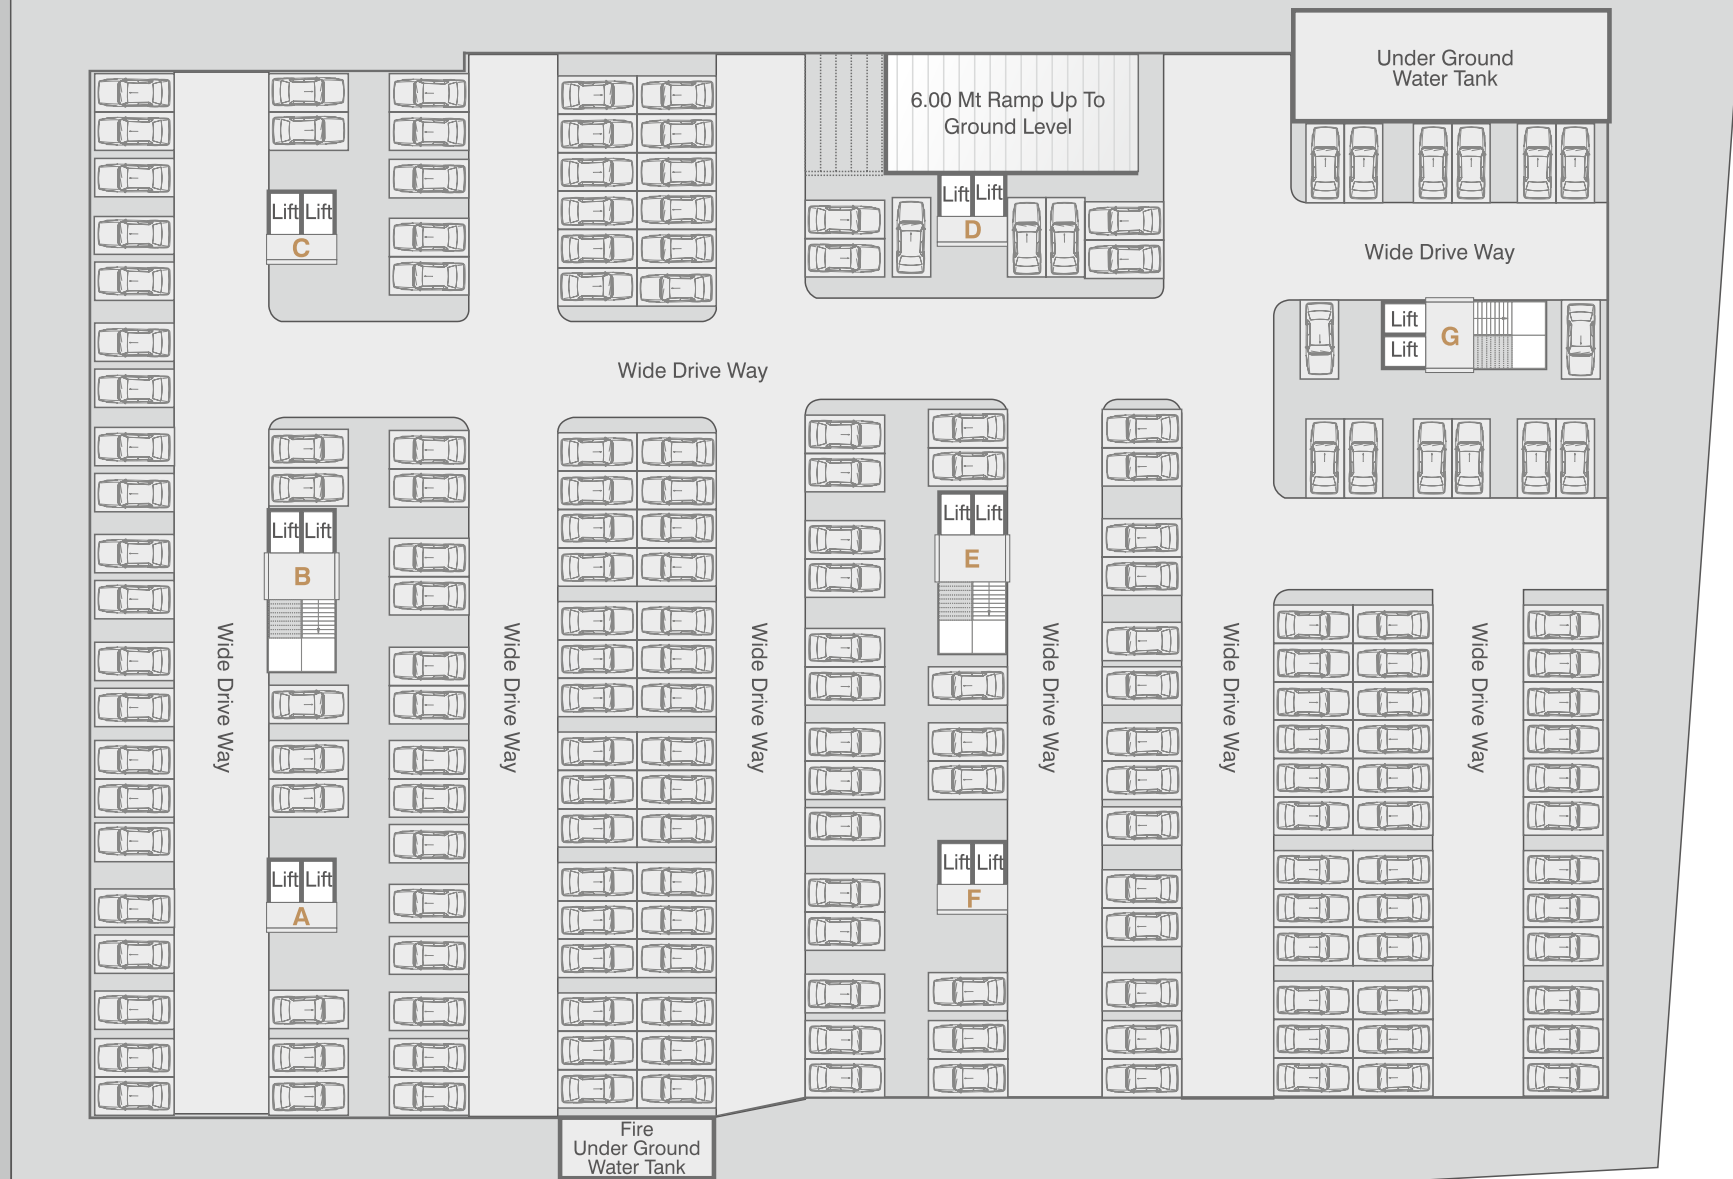 Under Ground
Water Tank
6.00 Mt Ramp Up To
Ground Level
Lift Lift
D
Lift Lift
C
Wide Drive Way
Lift
Lift
G
Wide Drive Way
Lift Lift
B
Lift Lift
E
Wide Drive Way
Wide Drive Way
Wide Drive Way
Wide Drive Way
Wide Drive Way
Wide Drive Way
Lift Lift
A
Lift Lift
F
Fire
Under Ground
Water Tank